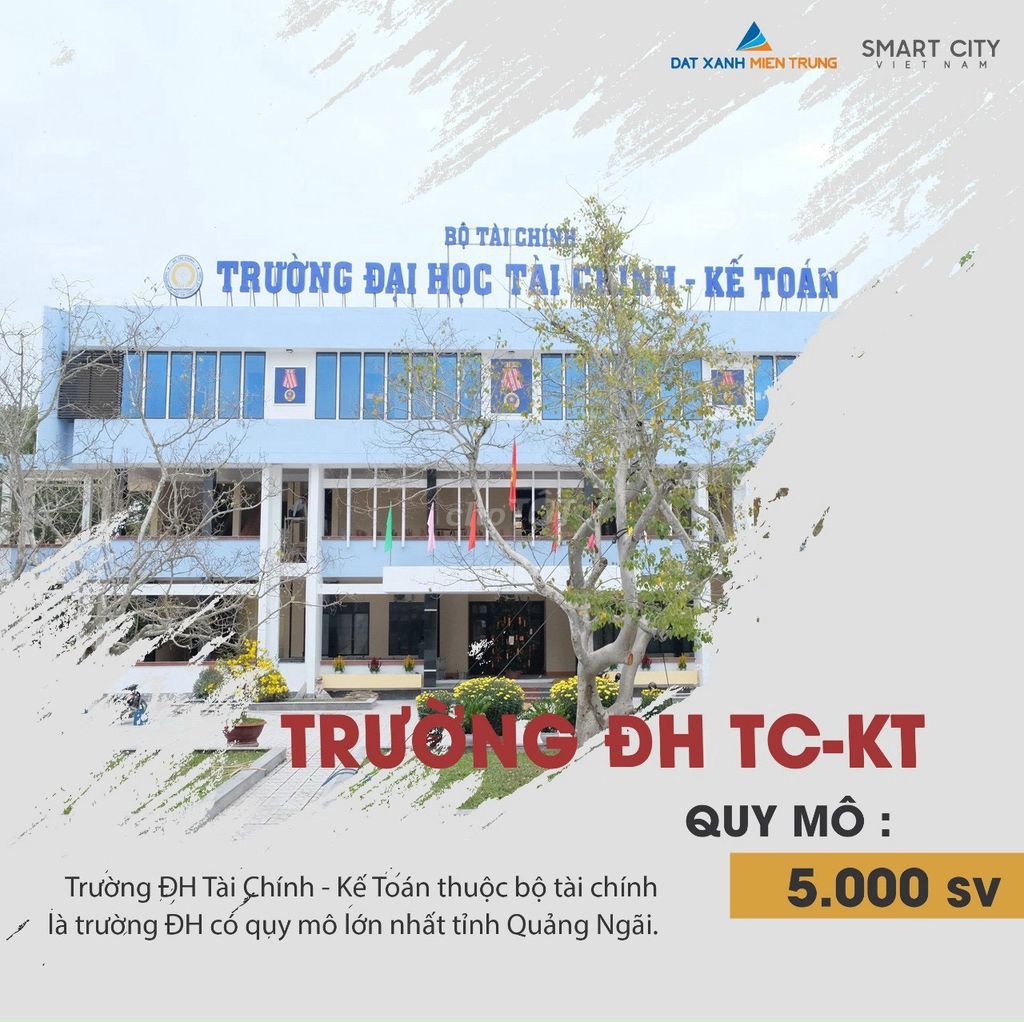 DAT XANH MIEN TRUNG
SMART CITY
VIET NAM
BỘ TÀI CHÍNH
TRƯỜNG ĐẠI HỌC TÀI CHÍNH - KẾ TOÁN
chợ TỐT
TRƯỜNG ĐH TC-KT
QUY MÔ :
5.000 sv
Trường ĐH Tài Chính - Kế Toán thuộc bộ tài chính
là trường ĐH có quy mô lớn nhất tỉnh Quảng Ngãi.